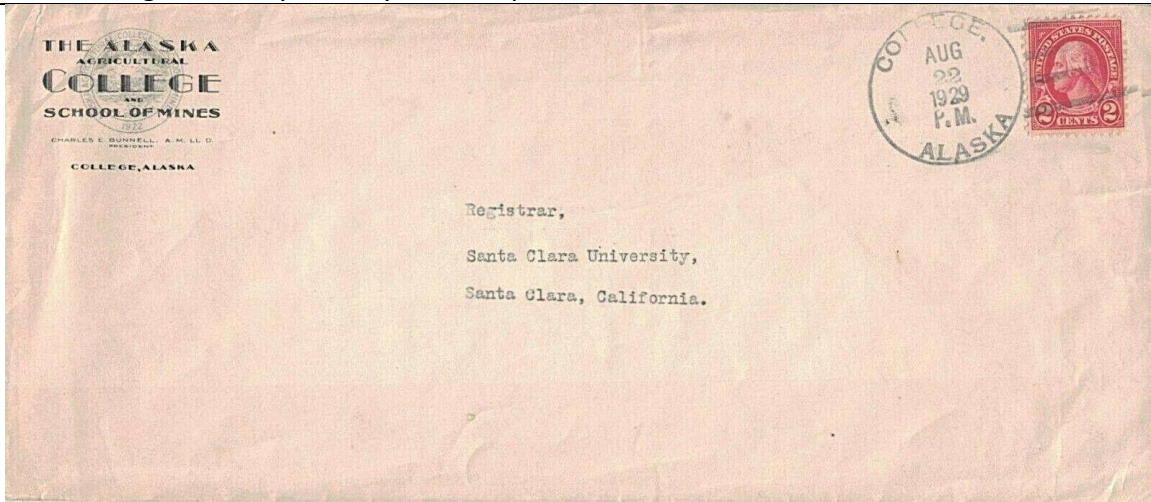 THE ALASKA
AGRICULTURAL
COLLEGE
AND
SCHOOL OF MINES
1922
CHARLES E. BUNNELL, A. M. LL D.
PRESIDENT
COLLEGE, ALASKA
COLLEGE.
AUG
22
1929
P.M.
ALASKA
UNITED STATES POSTAGE
2 CENTS 2
Registrar,
Santa Clara University,
Santa Clara, California.